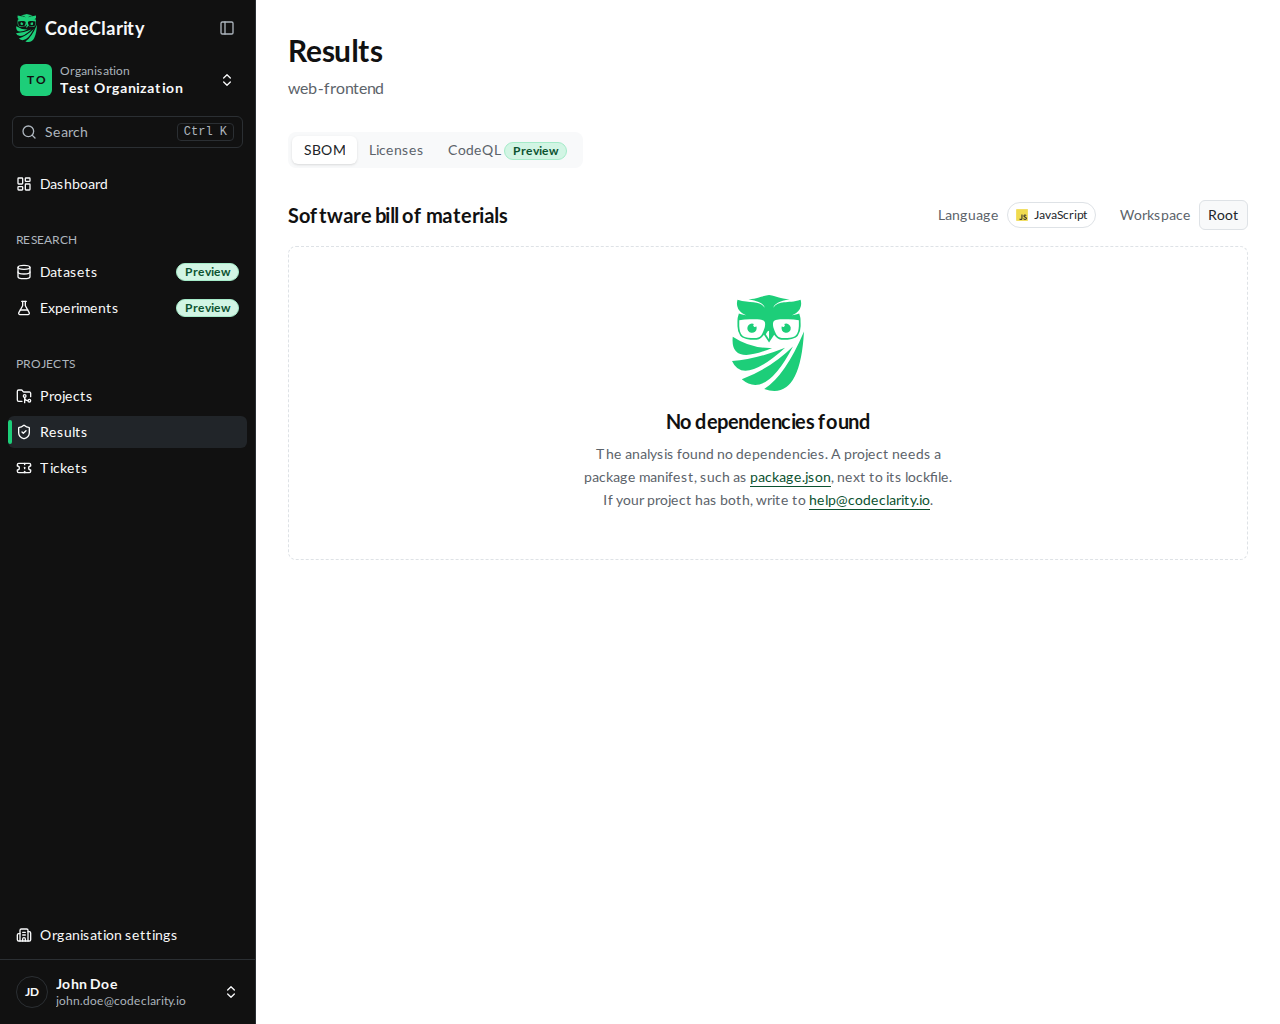 CodeClarity
TO
Organisation
Test Organization
Search
Ctrl K
Dashboard
RESEARCH
Datasets
Preview
Experiments
Preview
PROJECTS
Projects
Results
Tickets
Organisation settings
JD
John Doe
john.doe@codeclarity.io
Results
web-frontend
SBOM
Licenses
CodeQL
Preview
Software bill of materials
Language
JS
JavaScript
Workspace
Root
No dependencies found
The analysis found no dependencies. A project needs a
package manifest, such as package.json, next to its lockfile.
If your project has both, write to help@codeclarity.io.